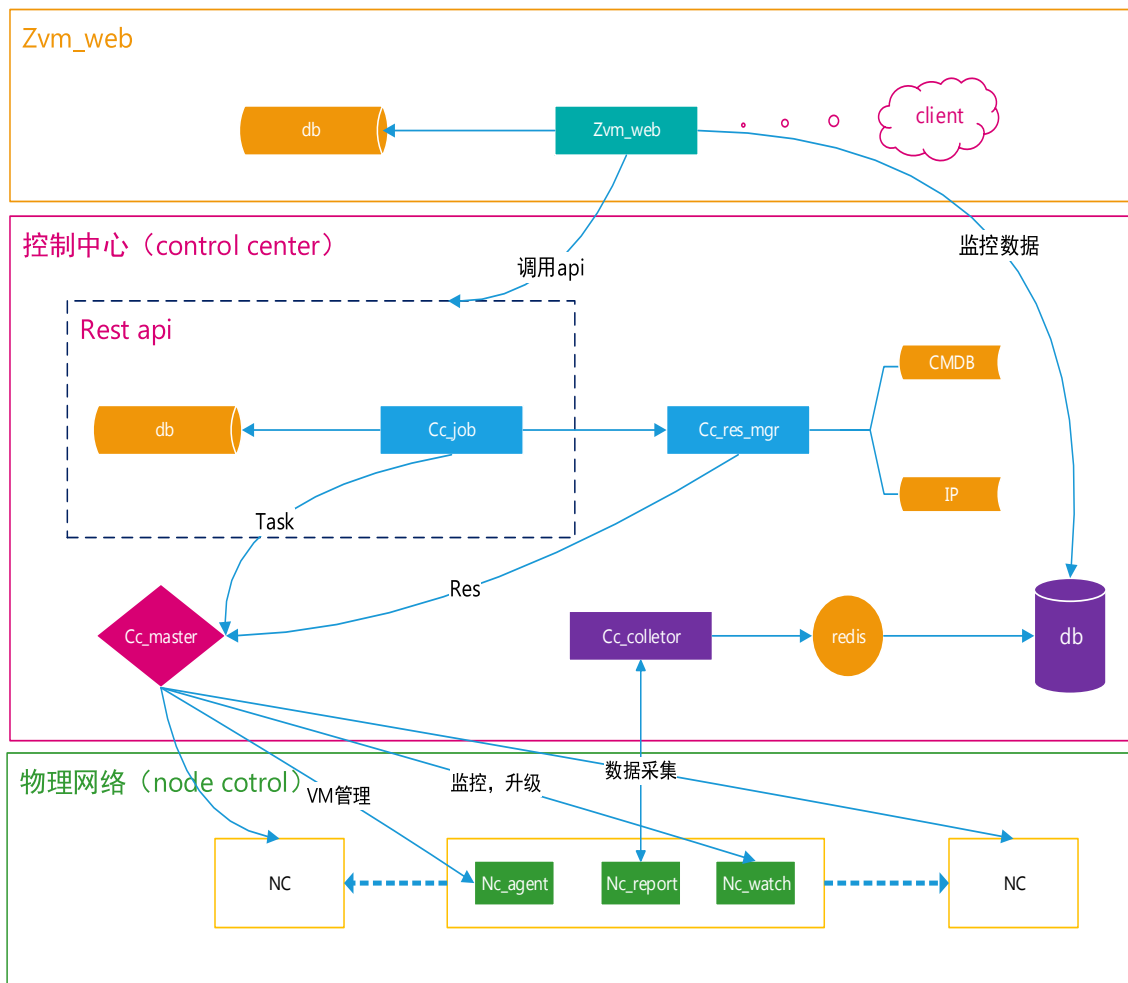 Zvm_web
db
Zvm_web
client
控制中心（control center）
监控数据
调用api
Rest api
CMDB
db
Cc_job
Cc_res_mgr
IP
Task
Res
Cc_master
Cc_colletor
redis
db
物理网络（node cotrol）
数据采集
监控，升级
VM管理
NC
Nc_agent
Nc_report
Nc_watch
NC